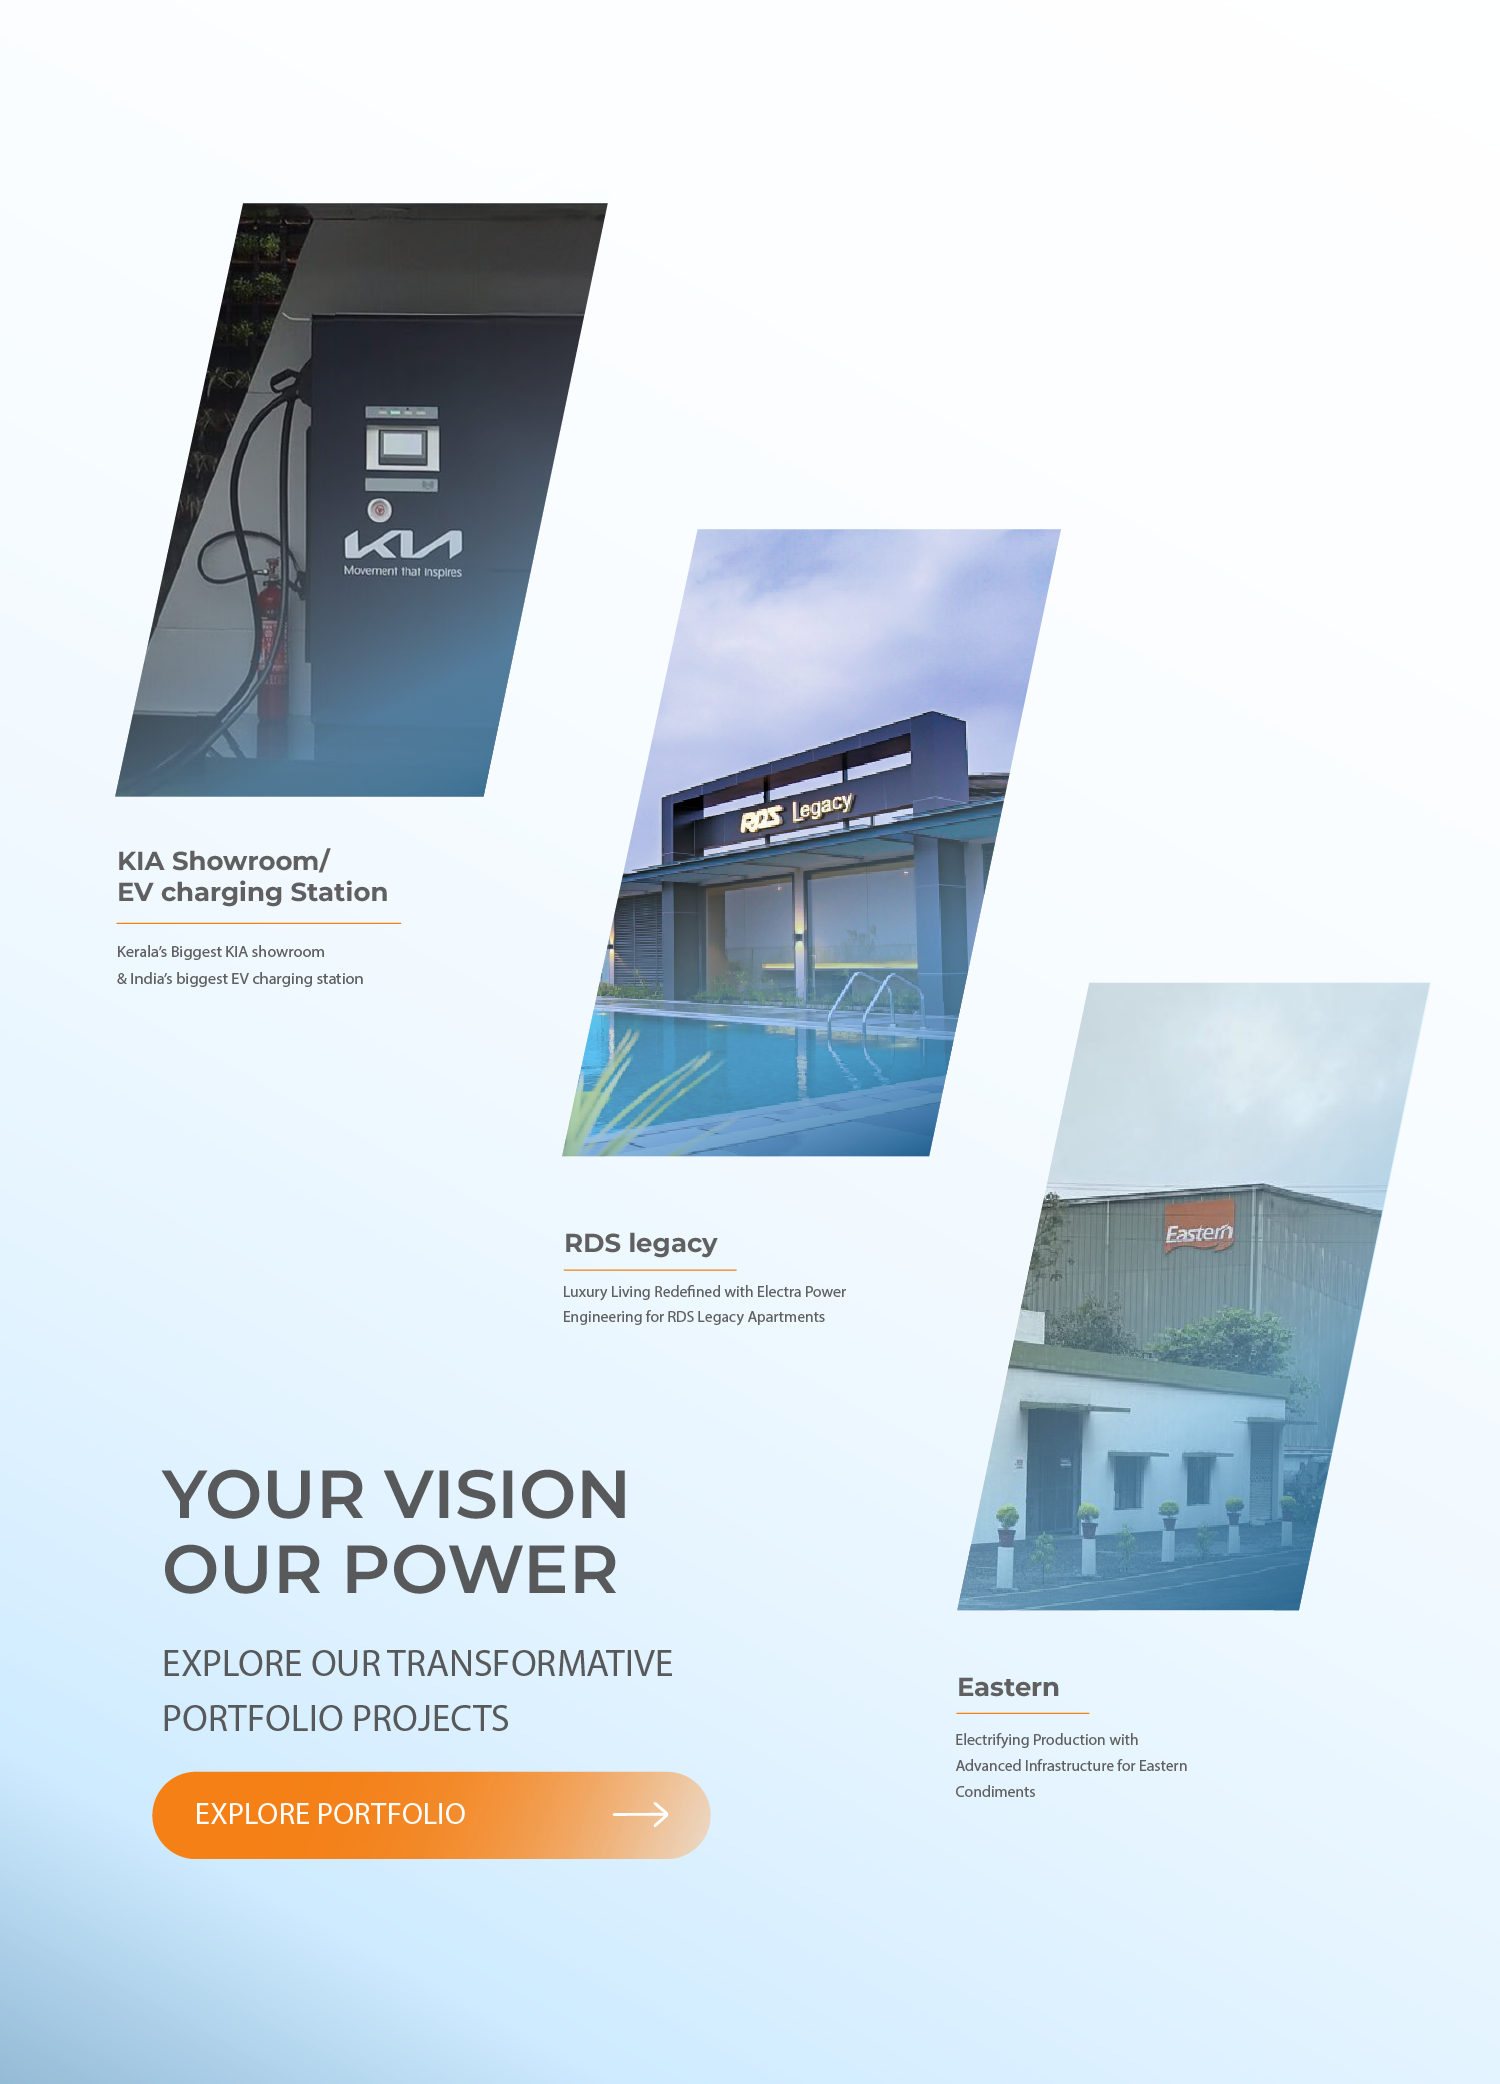 KIA
Movement that inspires
KIA Showroom/
EV charging Station
Kerala's Biggest KIA showroom
& India's biggest EV charging station
RDS Legacy
RDS legacy
Luxury Living Redefined with Electra Power
Engineering for RDS Legacy Apartments
Eastern
Eastern
Electrifying Production with
Advanced Infrastructure for Eastern
Condiments
YOUR VISION
OUR POWER
EXPLORE OUR TRANSFORMATIVE
PORTFOLIO PROJECTS
EXPLORE PORTFOLIO